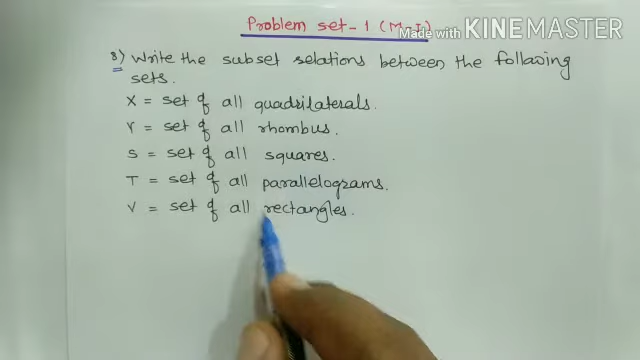 Problem set-1 (M-I)
Made with KINEMASTER
8) Write the subset relations between the following
sets.
X = set of all quadrilaterals.
Y = set of all rhombus.
S = set of all squares.
T = set of all parallelograms.
V = set of all rectangles.